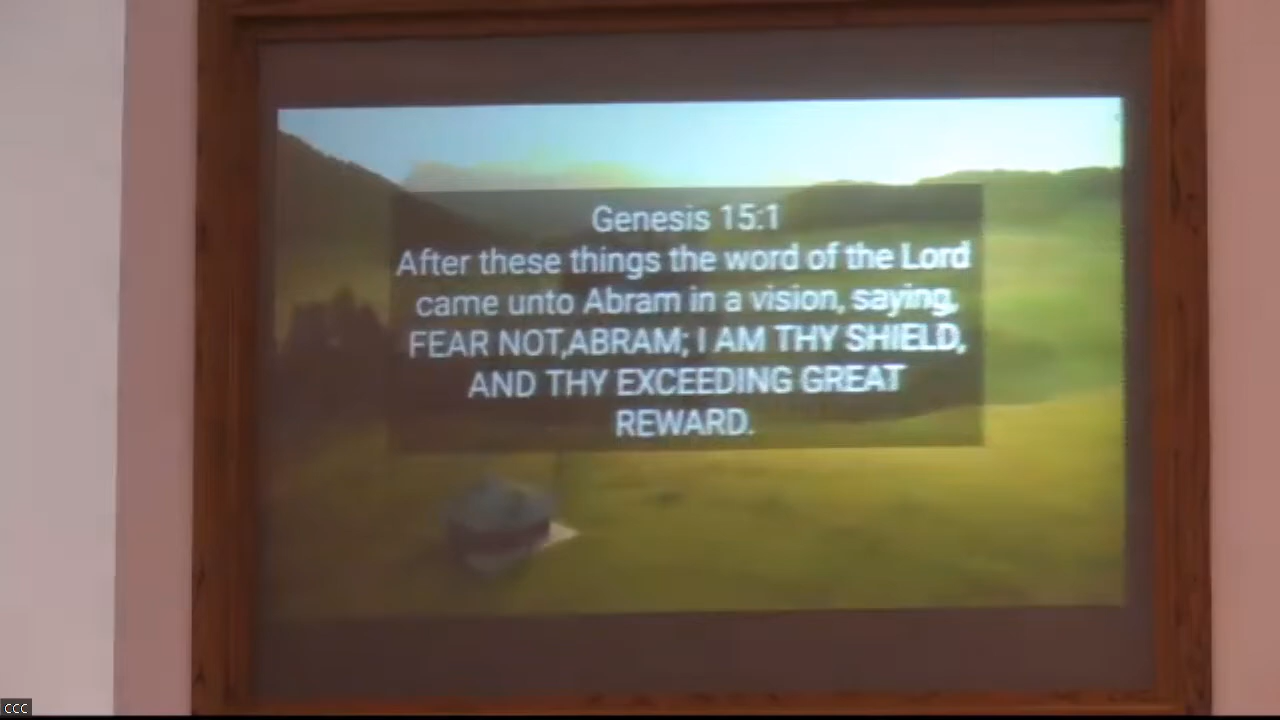 Genesis 15:1
After these things the word of the Lord
came unto Abram in a vision, saying,
FEAR NOT,ABRAM; I AM THY SHIELD,
AND THY EXCEEDING GREAT
REWARD.
ccc